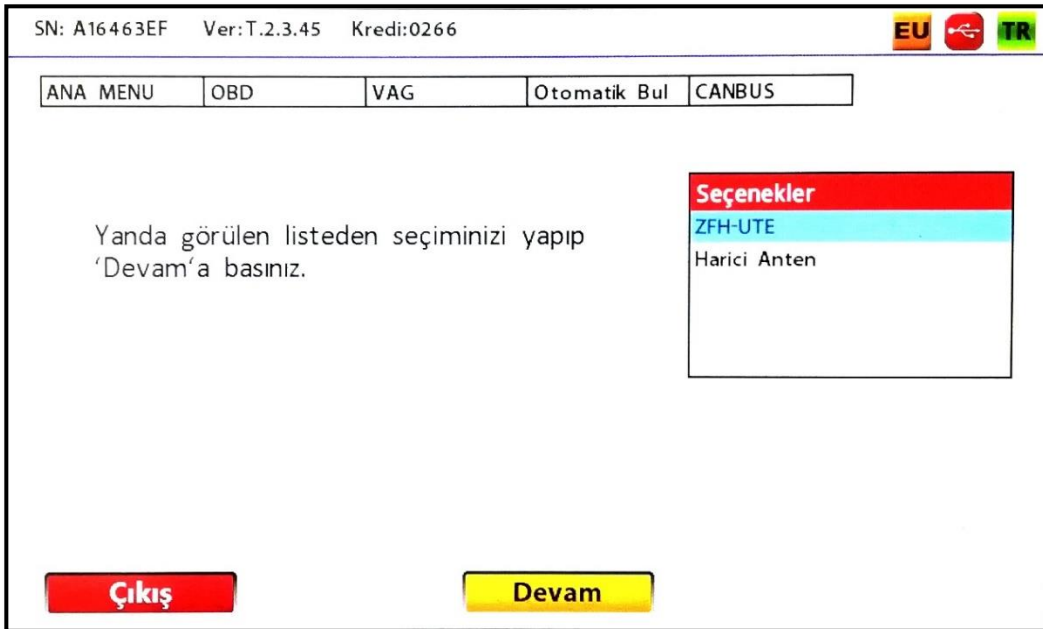 SN: A16463EF Ver:T.2.3.45 Kredi:0266 EU TR
ANA MENU OBD VAG Otomatik Bul CANBUS
Yanda görülen listeden seçiminizi yapıp
‘Devam‘a basınız.
Seçenekler
ZFH-UTE
Harici Anten
Çıkış Devam